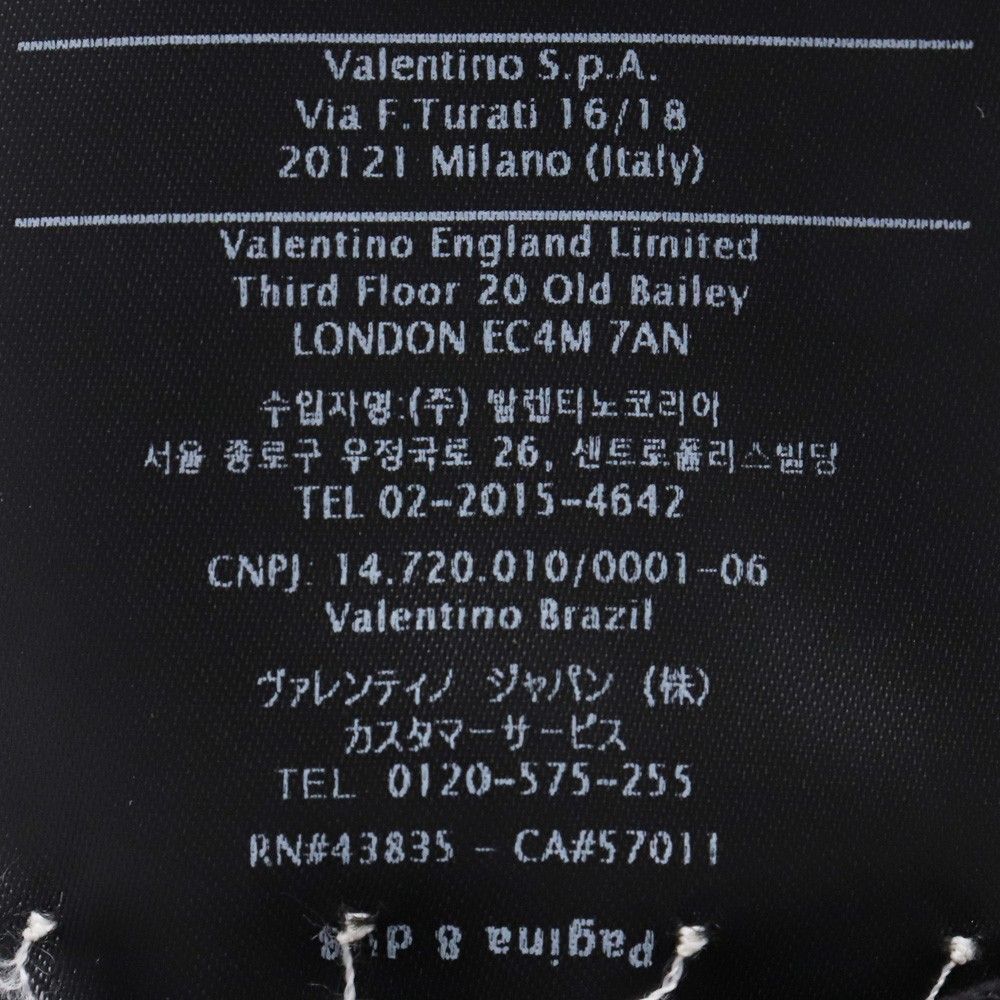 Valentino S.p.A.
Via F.Turati 16/18
20121 Milano (Italy)
Valentino England Limited
Third Floor 20 Old Bailey
LONDON EC4M 7AN
수입자명:(주) 발렌티노코리아
서울 종로구 우정국로 26, 센트로폴리스빌딩
TEL 02-2015-4642
CNPJ: 14.720.010/0001-06
Valentino Brazil
ヴァレンティノ ジャパン (株)
カスタマーサービス
TEL 0120-575-255
RN#43835 - CA#57011
Pagina 8 di 8